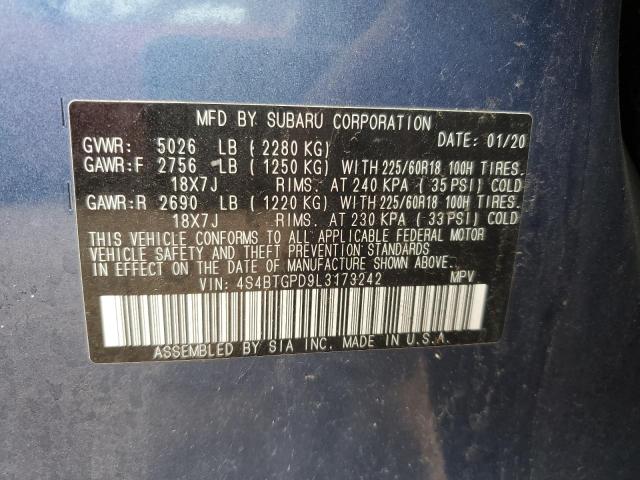 MFD BY SUBARU CORPORATION
GVWR: 5026 LB ( 2280 KG) DATE: 01/20
GAWR:F 2756 LB ( 1250 KG) WITH 225/60R18 100H TIRES.
18X7J RIMS. AT 240 KPA ( 35 PSI) COLD
GAWR:R 2690 LB ( 1220 KG) WITH 225/60R18 100H TIRES.
18X7J RIMS. AT 230 KPA ( 33 PSI) COLD
THIS VEHICLE CONFORMS TO ALL APPLICABLE FEDERAL MOTOR
VEHICLE SAFETY AND THEFT PREVENTION STANDARDS
IN EFFECT ON THE DATE OF MANUFACTURE SHOWN ABOVE.
VIN: 4S4BTGPD9L3173242 MPV
ASSEMBLED BY SIA INC. MADE IN U.S.A.